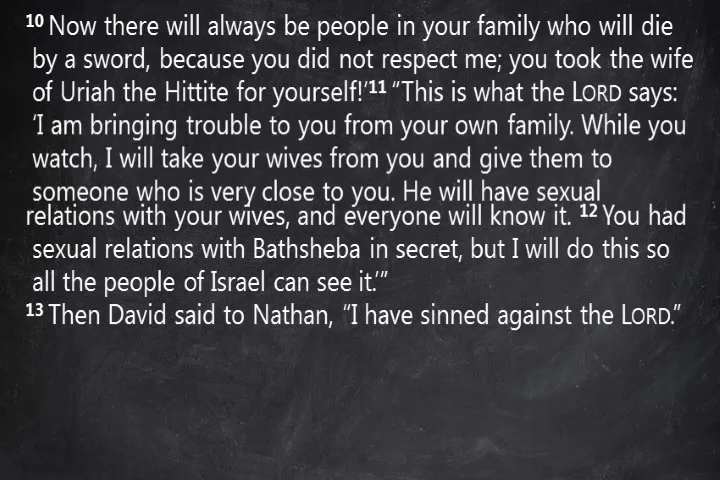 10 Now there will always be people in your family who will die
by a sword, because you did not respect me; you took the wife
of Uriah the Hittite for yourself!’11 “This is what the LORD says:
‘I am bringing trouble to you from your own family. While you
watch, I will take your wives from you and give them to
someone who is very close to you. He will have sexual
relations with your wives, and everyone will know it. 12 You had
sexual relations with Bathsheba in secret, but I will do this so
all the people of Israel can see it.’”
13 Then David said to Nathan, “I have sinned against the LORD.”